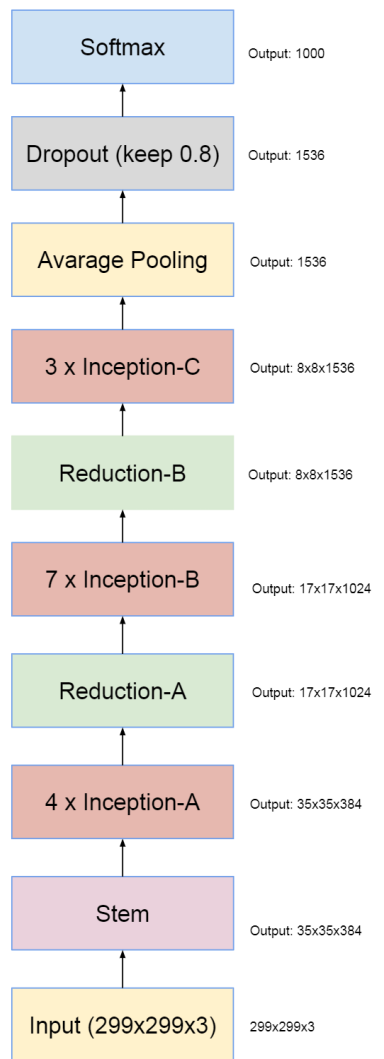 Softmax
Output: 1000
Dropout (keep 0.8)
Output: 1536
Avarage Pooling
Output: 1536
3 x Inception-C
Output: 8x8x1536
Reduction-B
Output: 8x8x1536
7 x Inception-B
Output: 17x17x1024
Reduction-A
Output: 17x17x1024
4 x Inception-A
Output: 35x35x384
Stem
Output: 35x35x384
Input (299x299x3)
299x299x3